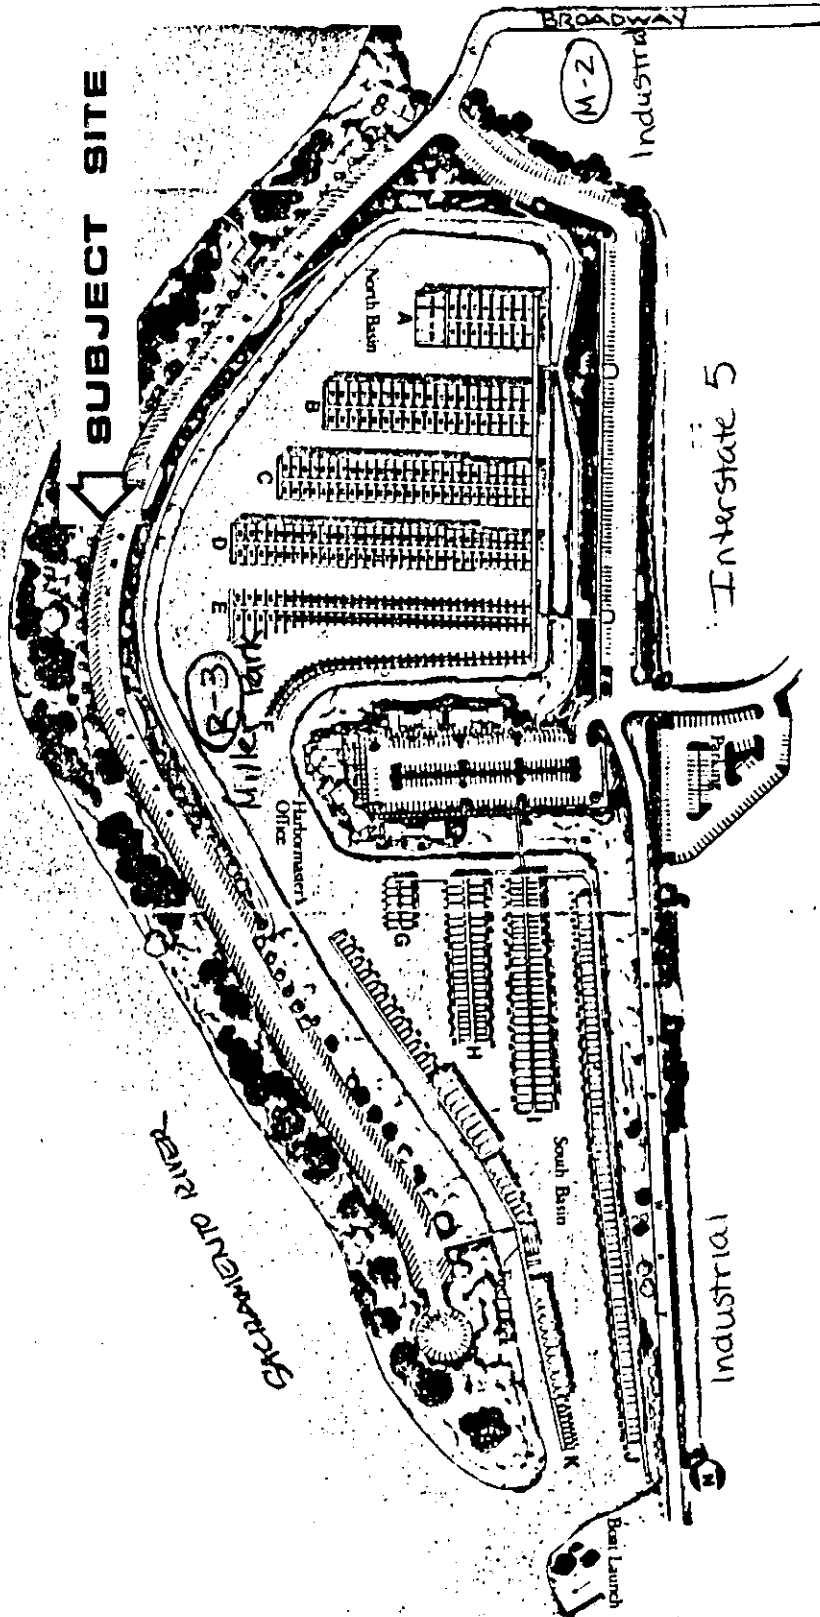 BROADWAY
M-2
Industrial
SUBJECT SITE
North Basin
A
B
C
D
E
F
Interstate 5
R-3
Miller Park
Parking
Harbormaster's
Office
G
H
I
South Basin
J
K
SACRAMENTO RIVER
Industrial
N
Boat Launch